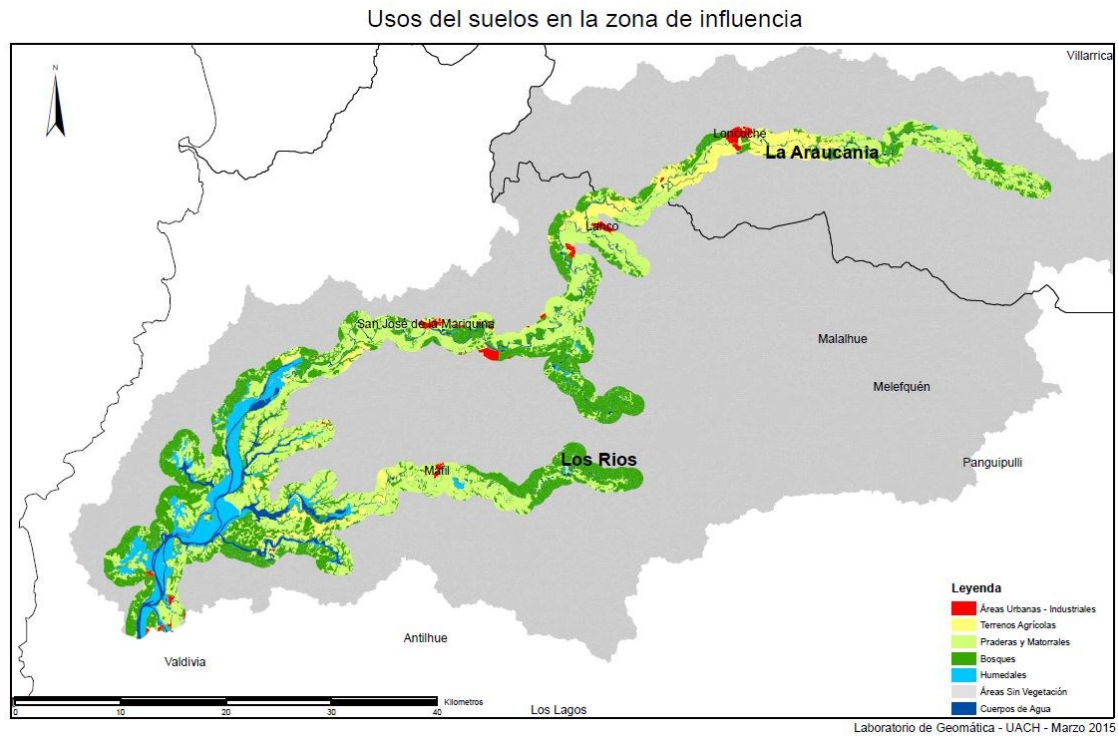 Usos del suelos en la zona de influencia
Villarrica
N
Loncoche
La Araucania
Lanco
San José de la Mariquina
Malalhue
Melefquén
Los Rios
Panguipulli
Mafil
Antilhue
Valdivia
Los Lagos
Leyenda
Áreas Urbanas - Industriales
Terrenos Agrícolas
Praderas y Matorrales
Bosques
Humedales
Áreas Sin Vegetación
Cuerpos de Agua
Kilometros
0 10 20 30 40
Laboratorio de Geomática - UACH - Marzo 2015